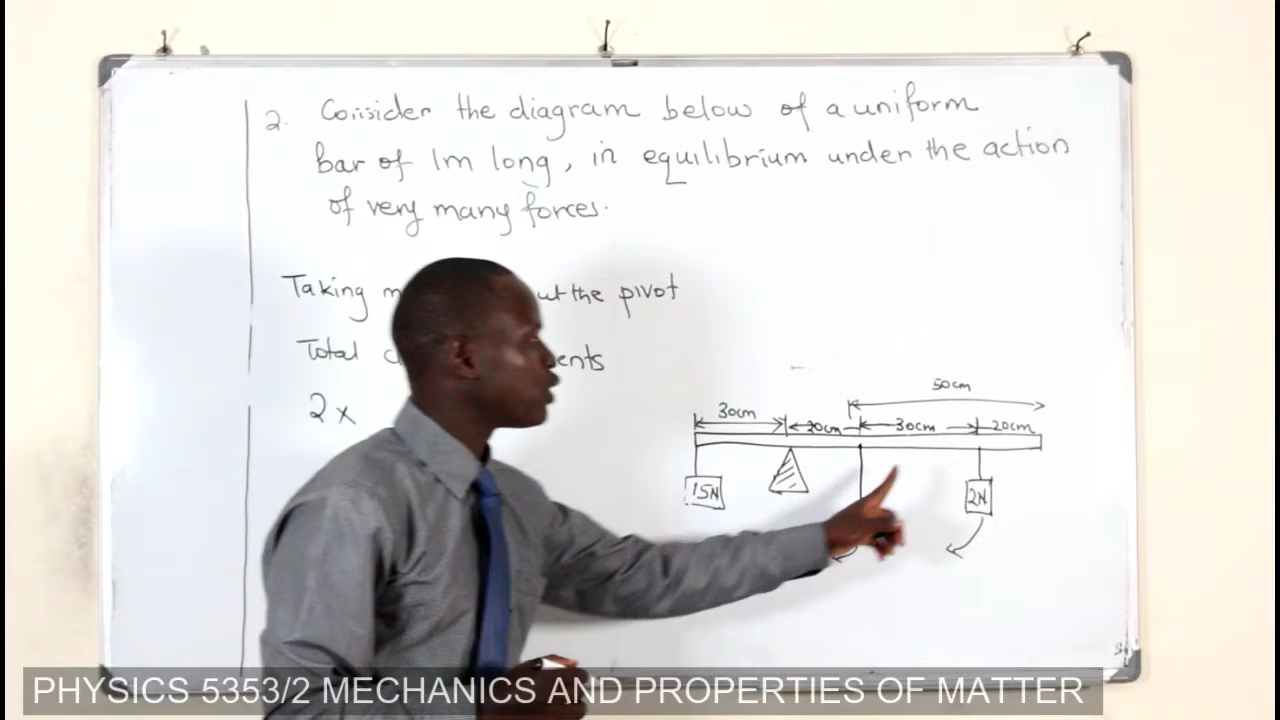 2. Consider the diagram below of a uniform
bar of 1m long, in equilibrium under the action
of very many forces.
Taking the pivot
Total
2 x
50cm
30cm 20cm 30cm 20cm
15N
2N
PHYSICS 5353/2 MECHANICS AND PROPERTIES OF MATTER